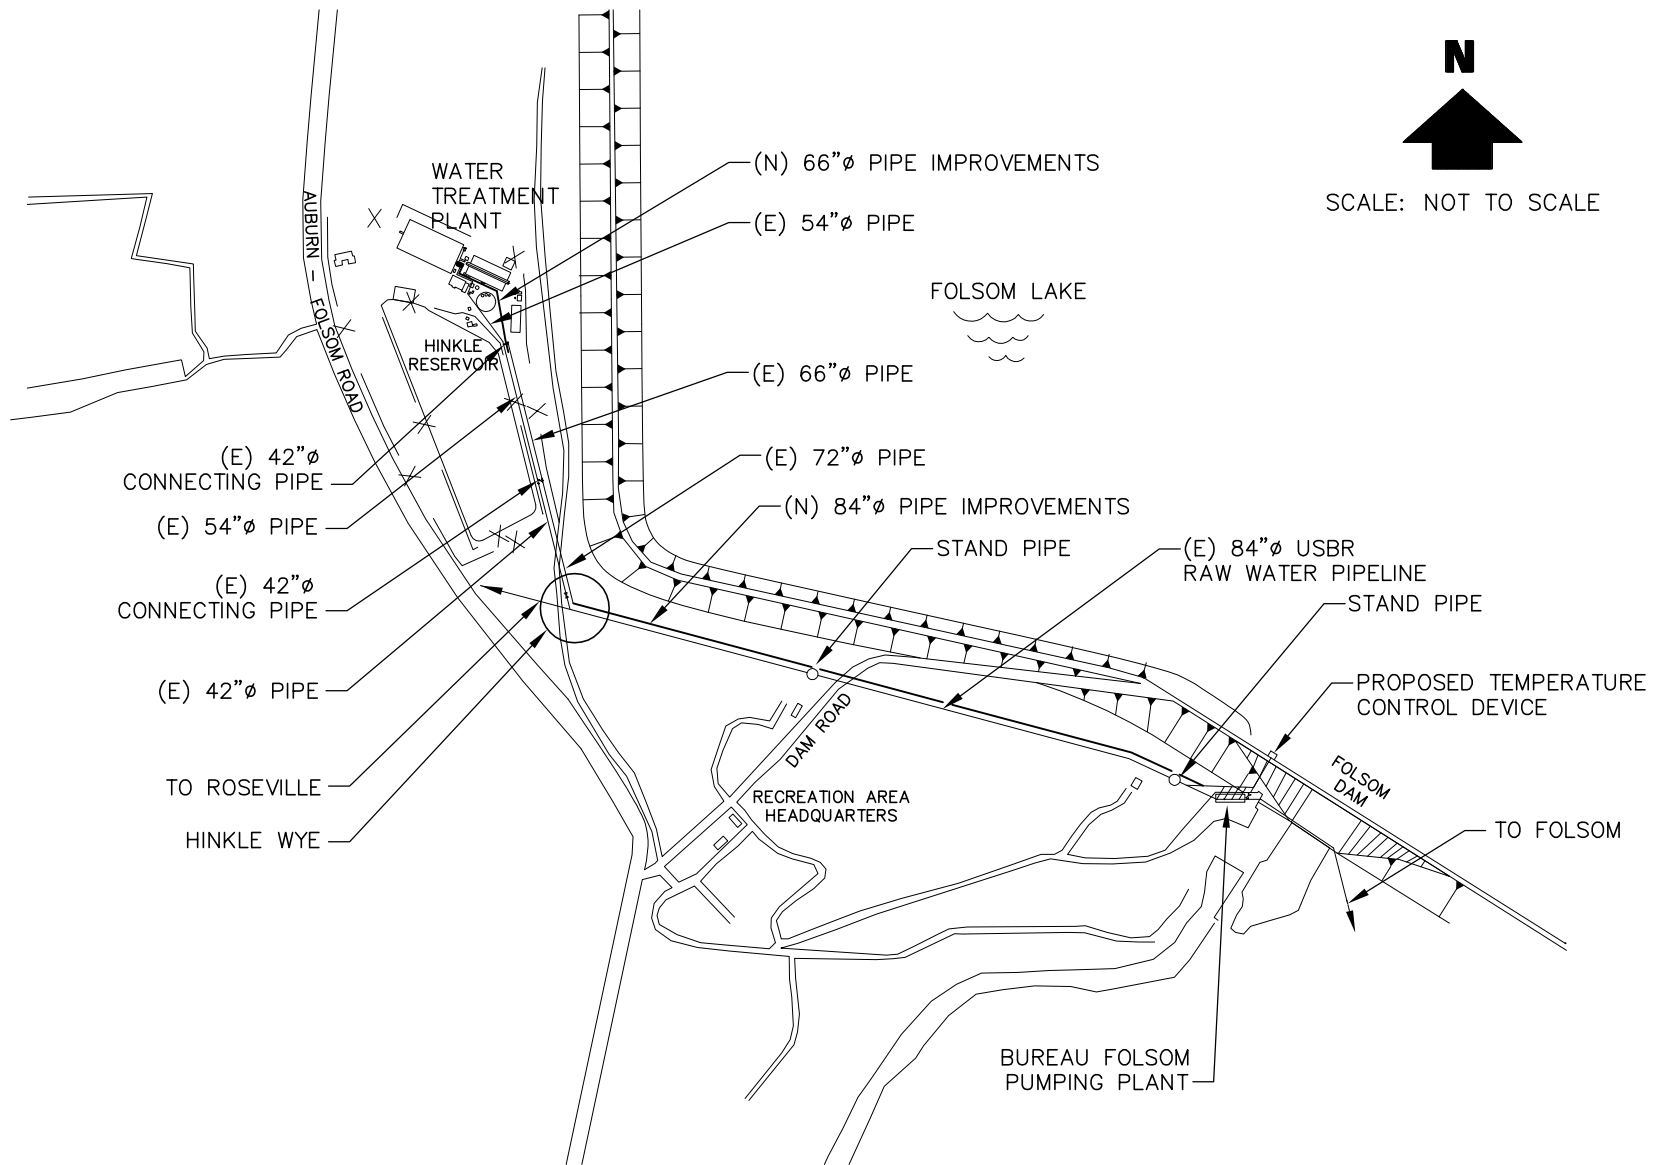 N
SCALE: NOT TO SCALE
(N) 66"ø PIPE IMPROVEMENTS
WATER
TREATMENT
PLANT
(E) 54"ø PIPE
AUBURN – FOLSOM ROAD
FOLSOM LAKE
HINKLE
RESERVOIR
(E) 66"ø PIPE
(E) 42"ø
CONNECTING PIPE
(E) 72"ø PIPE
(N) 84"ø PIPE IMPROVEMENTS
(E) 54"ø PIPE
STAND PIPE
(E) 84"ø USBR
RAW WATER PIPELINE
(E) 42"ø
CONNECTING PIPE
STAND PIPE
(E) 42"ø PIPE
PROPOSED TEMPERATURE
CONTROL DEVICE
DAM ROAD
TO ROSEVILLE
FOLSOM
DAM
RECREATION AREA
HEADQUARTERS
HINKLE WYE
TO FOLSOM
BUREAU FOLSOM
PUMPING PLANT